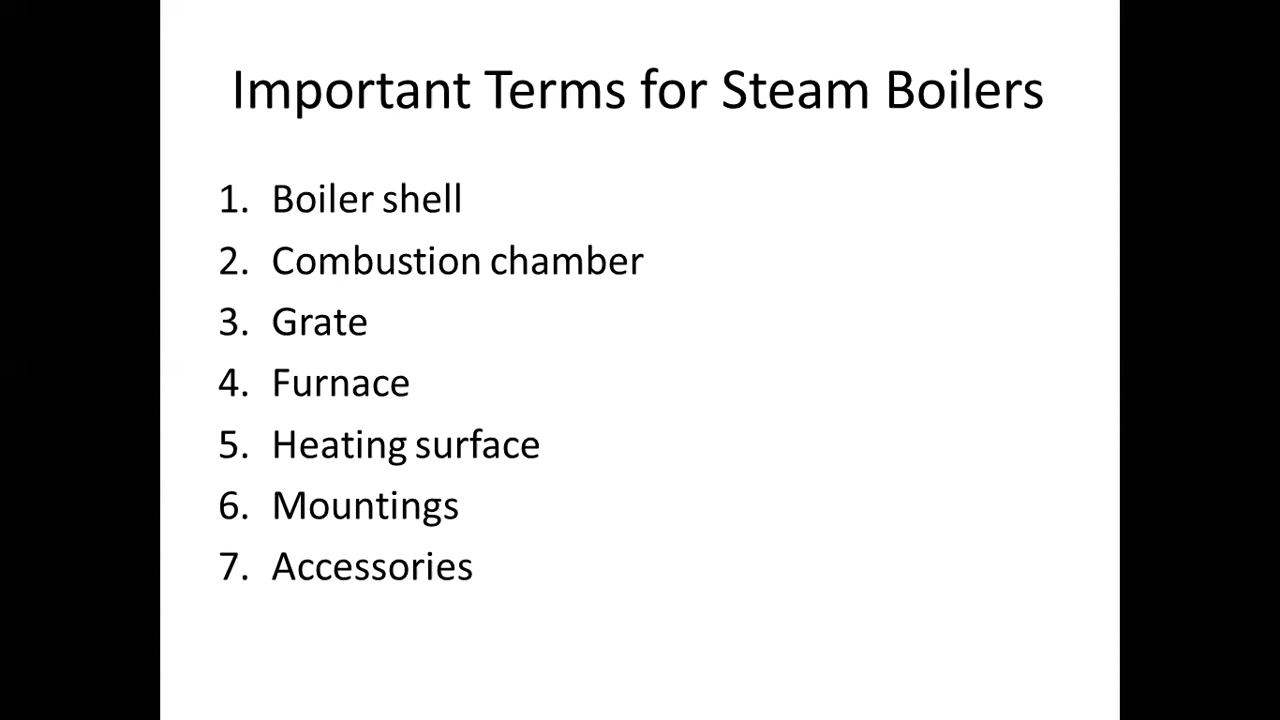 Important Terms for Steam Boilers
1. Boiler shell
2. Combustion chamber
3. Grate
4. Furnace
5. Heating surface
6. Mountings
7. Accessories